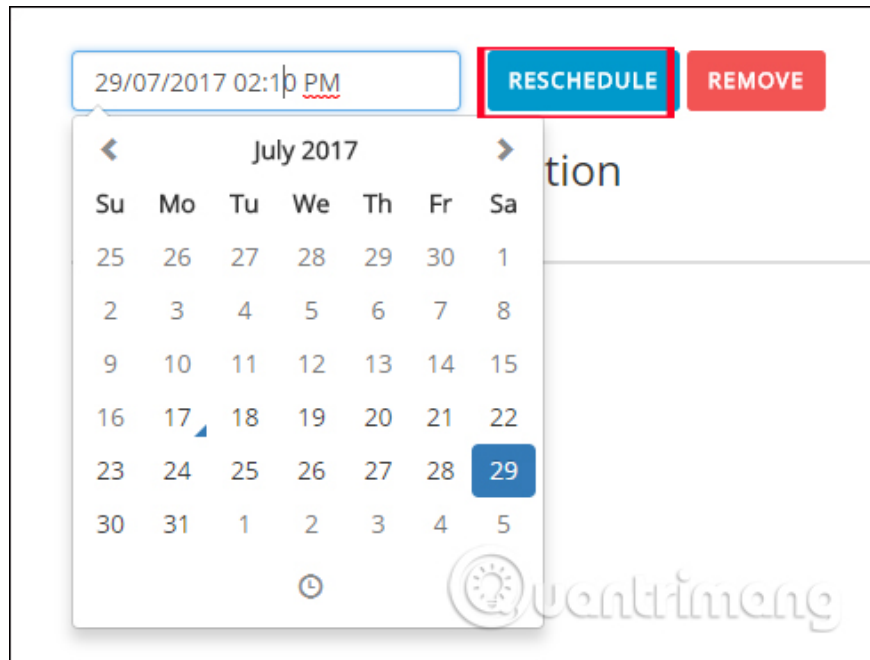 29/07/2017 02:10 PM RESCHEDULE REMOVE
July 2017
tion
Su Mo Tu We Th Fr Sa
25 26 27 28 29 30 1
2 3 4 5 6 7 8
9 10 11 12 13 14 15
16 17 18 19 20 21 22
23 24 25 26 27 28 29
30 31 1 2 3 4 5
Quantrimang